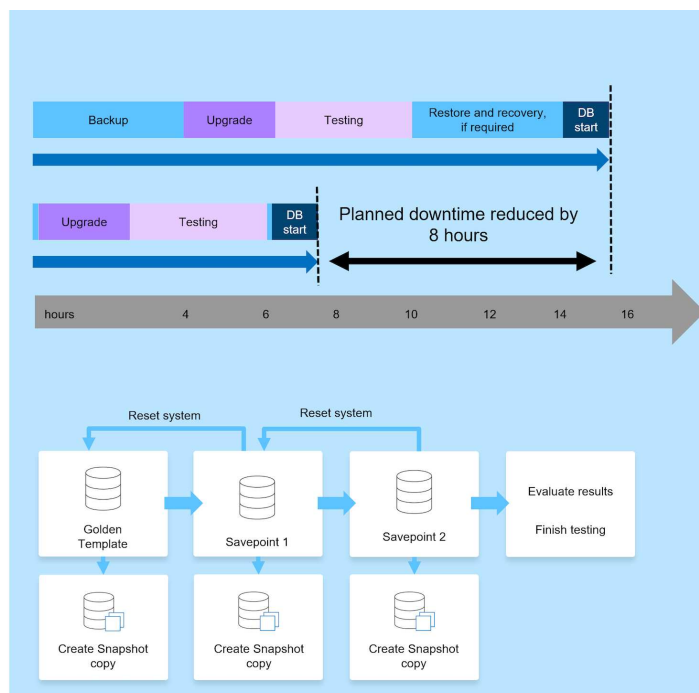 Backup
Upgrade
Testing
Restore and recovery,
if required
DB
start
Upgrade
Testing
DB
start
Planned downtime reduced by
8 hours
hours
4
6
8
10
12
14
16
Reset system
Reset system
Golden
Template
Savepoint 1
Savepoint 2
Evaluate results
Finish testing
Create Snapshot
copy
Create Snapshot
copy
Create Snapshot
copy